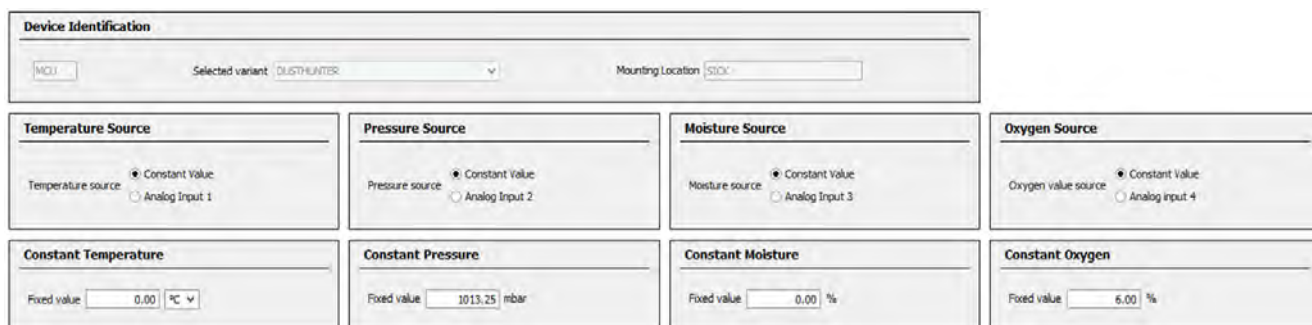 Device Identification
MCU Selected variant DUSTHUNTER Mounting Location SICK
Temperature Source
Temperature source
Constant Value
Analog Input 1
Pressure Source
Pressure source
Constant Value
Analog Input 2
Moisture Source
Moisture source
Constant Value
Analog Input 3
Oxygen Source
Oxygen value source
Constant Value
Analog input 4
Constant Temperature
Fixed value 0.00 °C
Constant Pressure
Fixed value 1013.25 mbar
Constant Moisture
Fixed value 0.00 %
Constant Oxygen
Fixed value 6.00 %